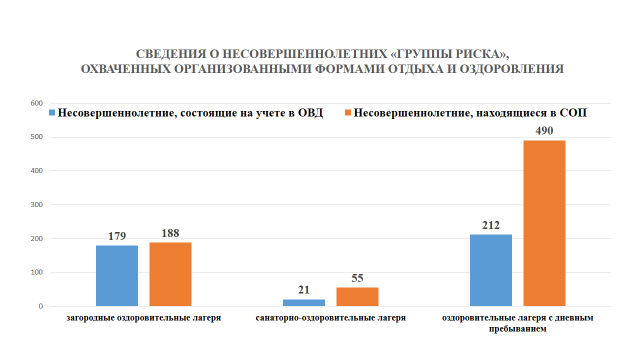 СВЕДЕНИЯ О НЕСОВЕРШЕННОЛЕТНИХ «ГРУППЫ РИСКА»,
ОХВАЧЕННЫХ ОРГАНИЗОВАННЫМИ ФОРМАМИ ОТДЫХА И ОЗДОРОВЛЕНИЯ
600
Несовершеннолетние, состоящие на учете в ОВД
Несовершеннолетние, находящиеся в СОП
500
400
300
200
100
0
179
188
21
55
212
490
загородные оздоровительные лагеря
санаторно-оздоровительные лагеря
оздоровительные лагеря с дневным
пребыванием